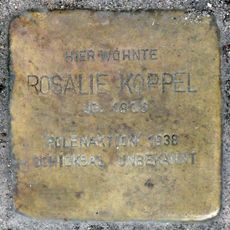 HIER WOHNTE
ROSALIE KOPPEL
JG.
POLENAKTION 1938
SCHICKSAL UNBEKANNT